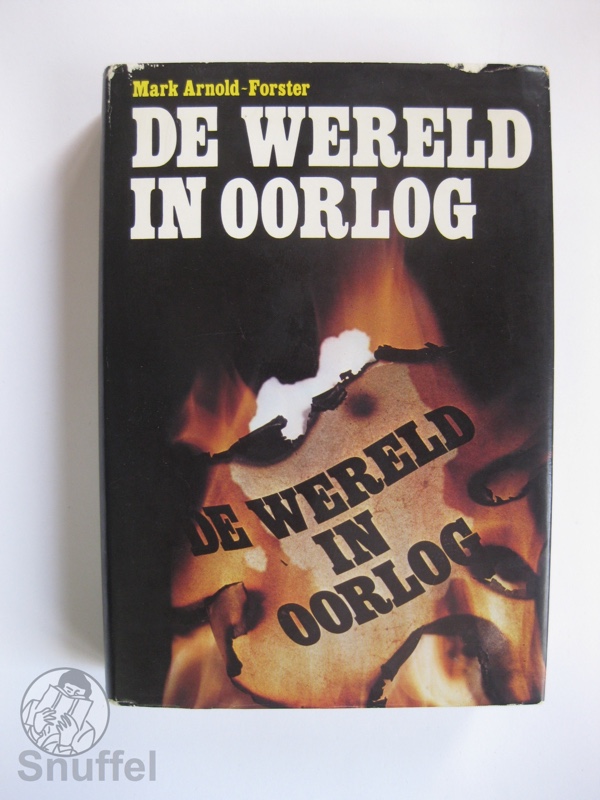 Mark Arnold-Forster
DE WERELD
IN OORLOG
DE WERELD
IN
OORLOG
Snuffel